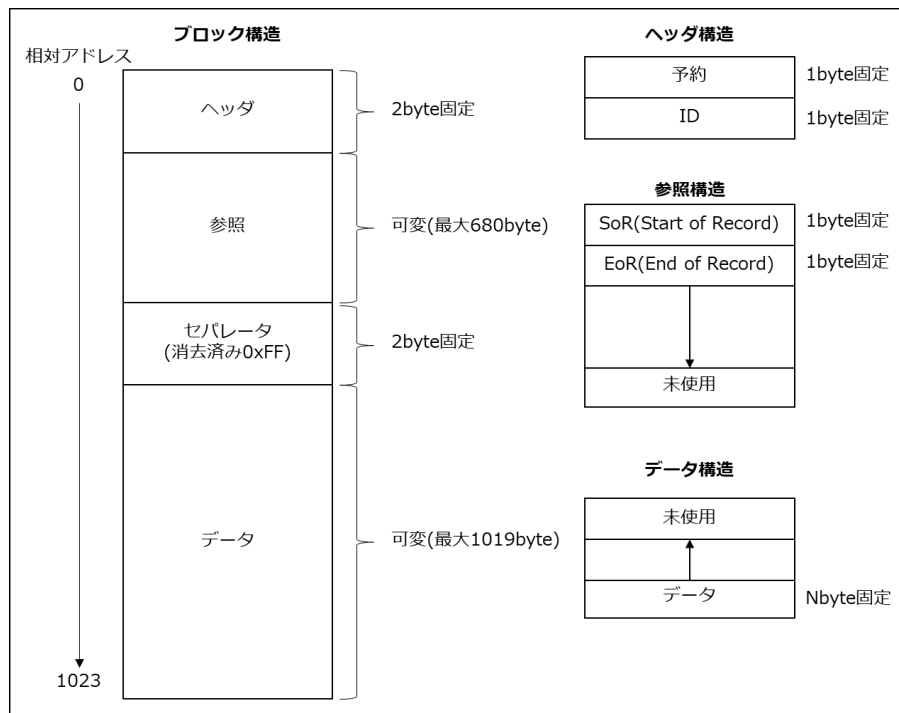 ブロック構造
相対アドレス
0
1023
ヘッダ
2byte固定
参照
可変(最大680byte)
セパレータ
(消去済み0xFF)
2byte固定
データ
可変(最大1019byte)
ヘッダ構造
予約
1byte固定
ID
1byte固定
参照構造
SoR(Start of Record)
1byte固定
EoR(End of Record)
1byte固定
未使用
データ構造
未使用
データ
Nbyte固定